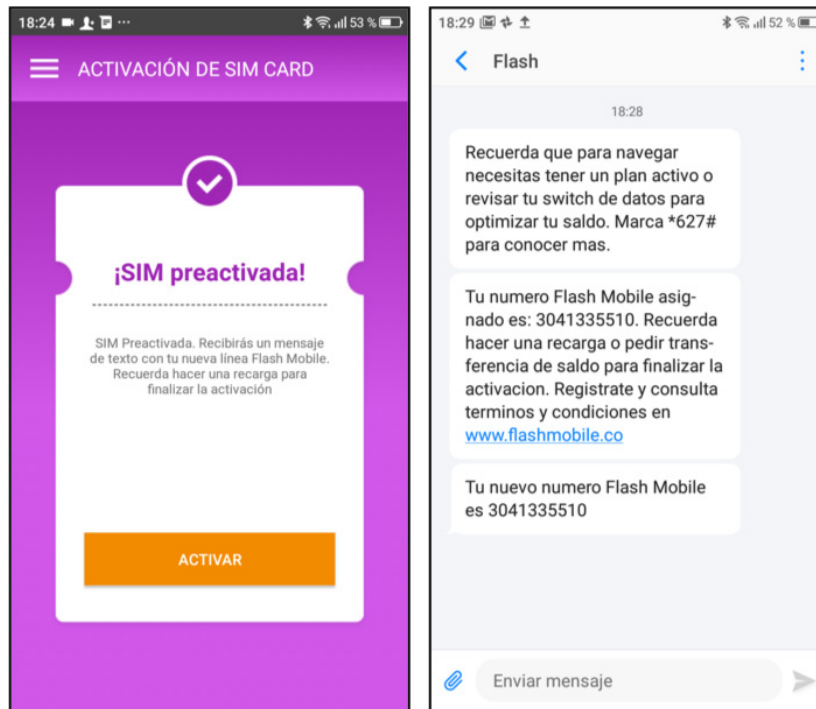 18:24
53 %
ACTIVACIÓN DE SIM CARD
¡SIM preactivada!
SIM Preactivada. Recibirás un mensaje
de texto con tu nueva línea Flash Mobile.
Recuerda hacer una recarga para
finalizar la activación
ACTIVAR
18:29
52 %
Flash
18:28
Recuerda que para navegar
necesitas tener un plan activo o
revisar tu switch de datos para
optimizar tu saldo. Marca *627#
para conocer mas.
Tu numero Flash Mobile asig-
nado es: 3041335510. Recuerda
hacer una recarga o pedir trans-
ferencia de saldo para finalizar la
activacion. Registrate y consulta
terminos y condiciones en
www.flashmobile.co
Tu nuevo numero Flash Mobile
es 3041335510
Enviar mensaje